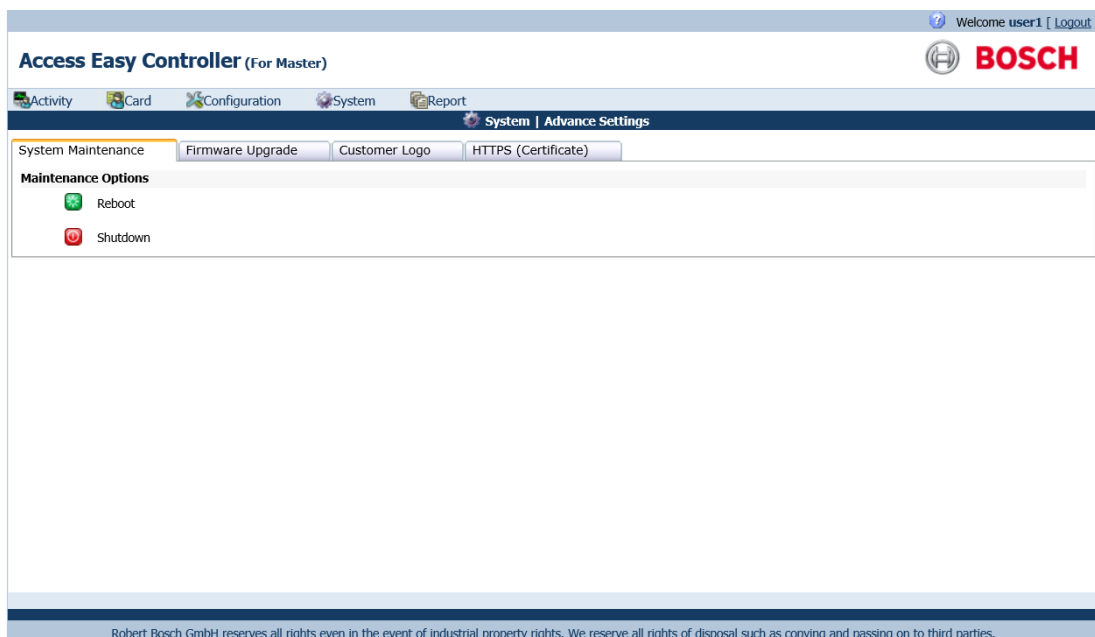 Welcome user1 [ Logout
Access Easy Controller (For Master)
BOSCH
Activity Card Configuration System Report
System | Advance Settings
System Maintenance Firmware Upgrade Customer Logo HTTPS (Certificate)
Maintenance Options
Reboot
Shutdown
Robert Bosch GmbH reserves all rights even in the event of industrial property rights. We reserve all rights of disposal such as copying and passing on to third parties.